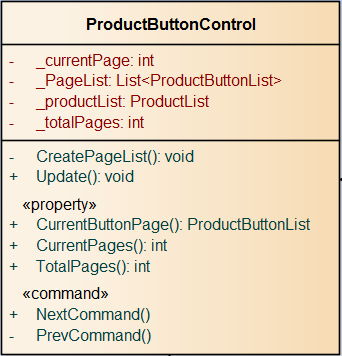 ProductButtonControl
- _currentPage: int
- _PageList: List<ProductButtonList>
- _productList: ProductList
- _totalPages: int
- CreatePageList(): void
+ Update(): void
«property»
+ CurrentButtonPage(): ProductButtonList
+ CurrentPages(): int
+ TotalPages(): int
«command»
+ NextCommand()
- PrevCommand()